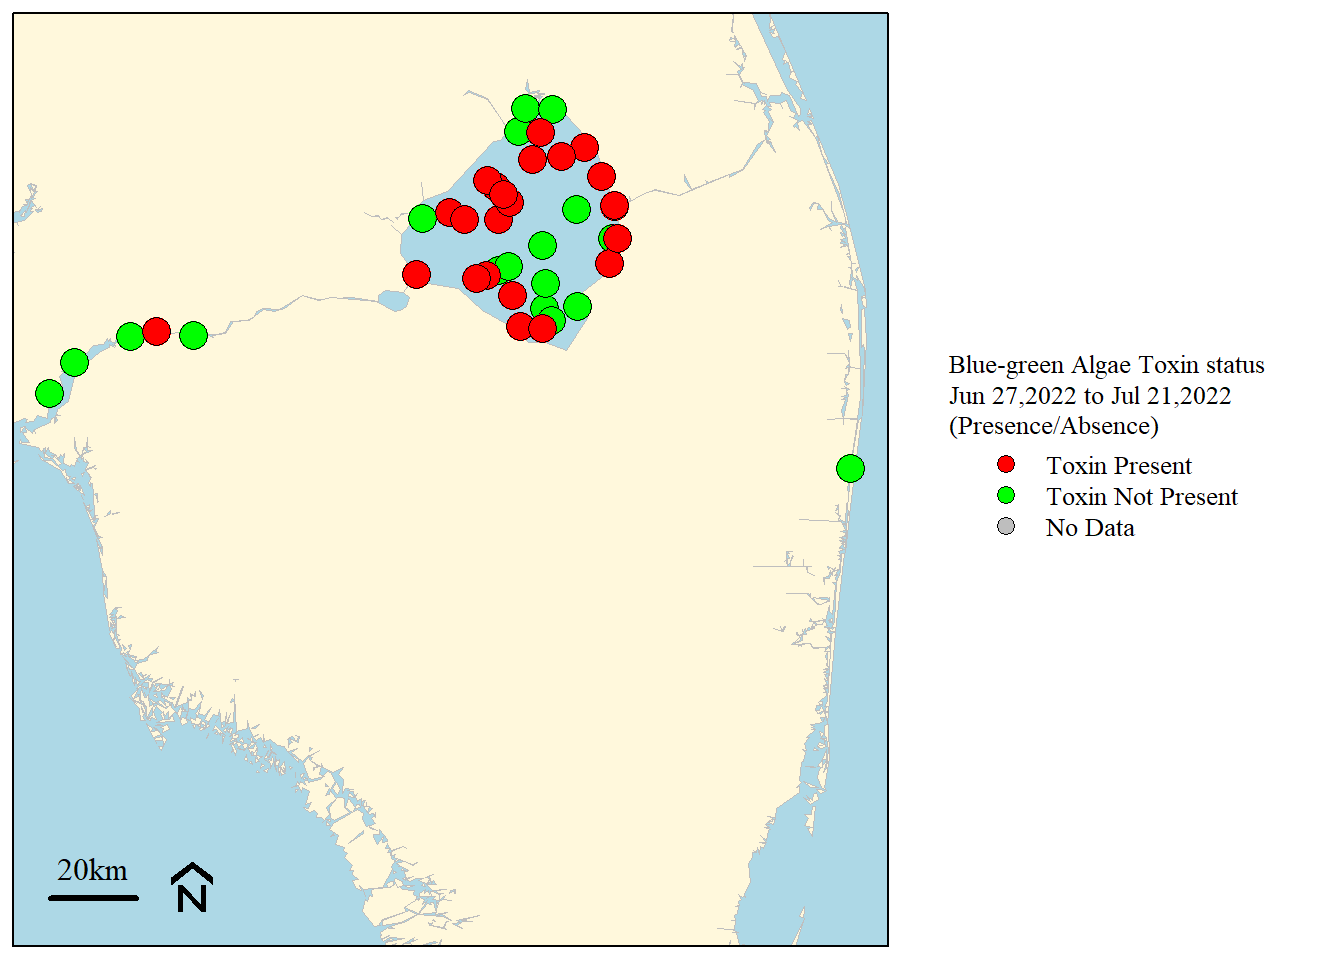 Blue-green Algae Toxin status
Jun 27,2022 to Jul 21,2022
(Presence/Absence)
Toxin Present
Toxin Not Present
No Data
20km
N